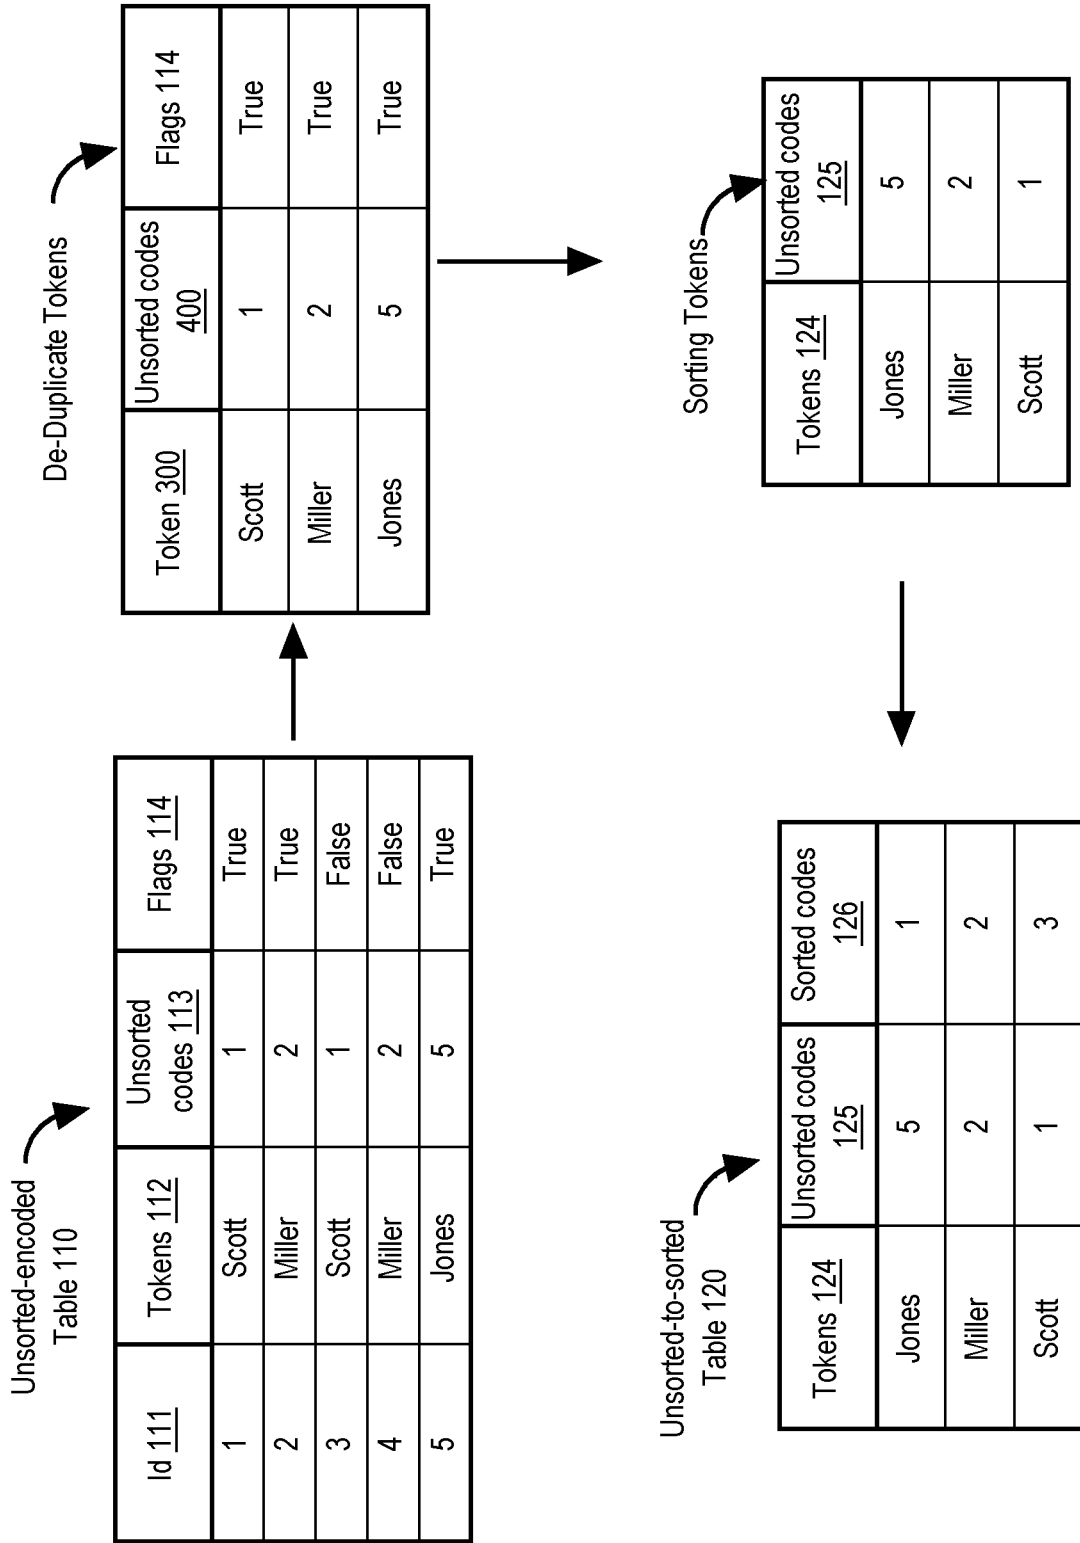 Unsorted-encoded
Table 110
Id 111 Tokens 112 Unsorted codes 113 Flags 114
1 Scott 1 True
2 Miller 2 True
3 Scott 1 False
4 Miller 2 False
5 Jones 5 True
De-Duplicate Tokens
Token 300 Unsorted codes 400 Flags 114
Scott 1 True
Miller 2 True
Jones 5 True
Sorting Tokens
Tokens 124 Unsorted codes 125
Jones 5
Miller 2
Scott 1
Unsorted-to-sorted
Table 120
Tokens 124 Unsorted codes 125 Sorted codes 126
Jones 5 1
Miller 2 2
Scott 1 3